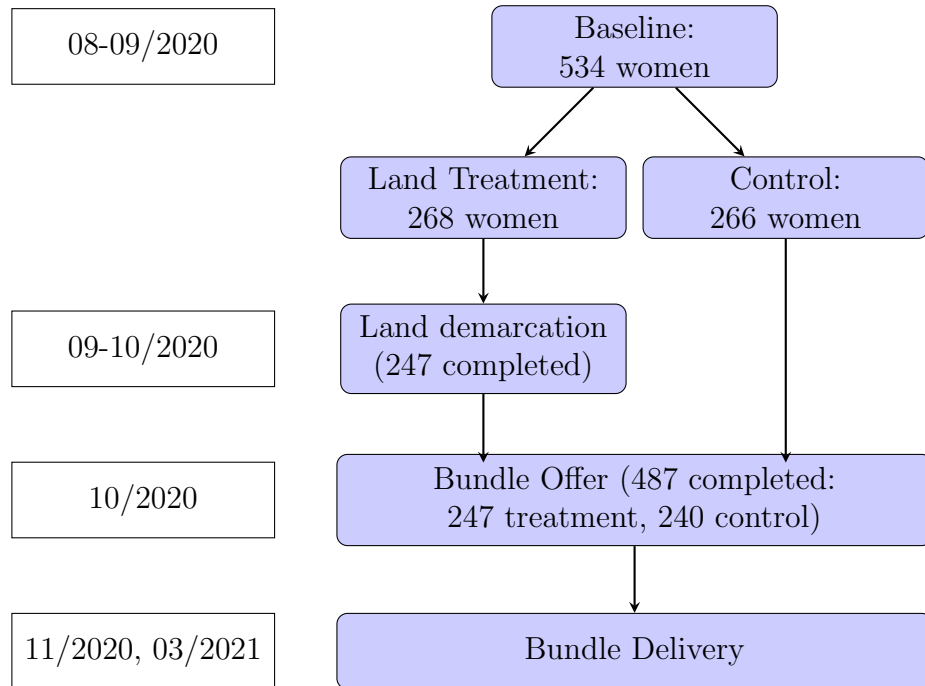 08-09/2020
Baseline:
534 women
Land Treatment:
268 women
Control:
266 women
09-10/2020
Land demarcation
(247 completed)
10/2020
Bundle Offer (487 completed:
247 treatment, 240 control)
11/2020, 03/2021
Bundle Delivery